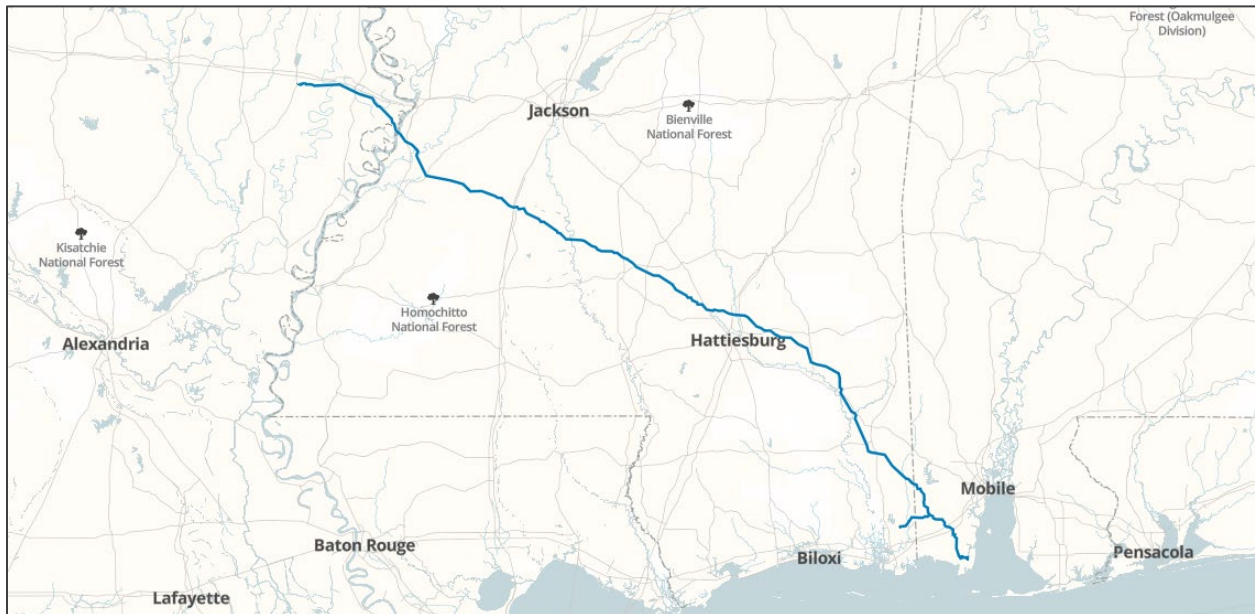 Forest (Oakmulgee
Division)
Jackson
Bienville
National Forest
Kisatchie
National Forest
Homochitto
National Forest
Alexandria
Hattiesburg
Mobile
Baton Rouge
Biloxi
Pensacola
Lafayette